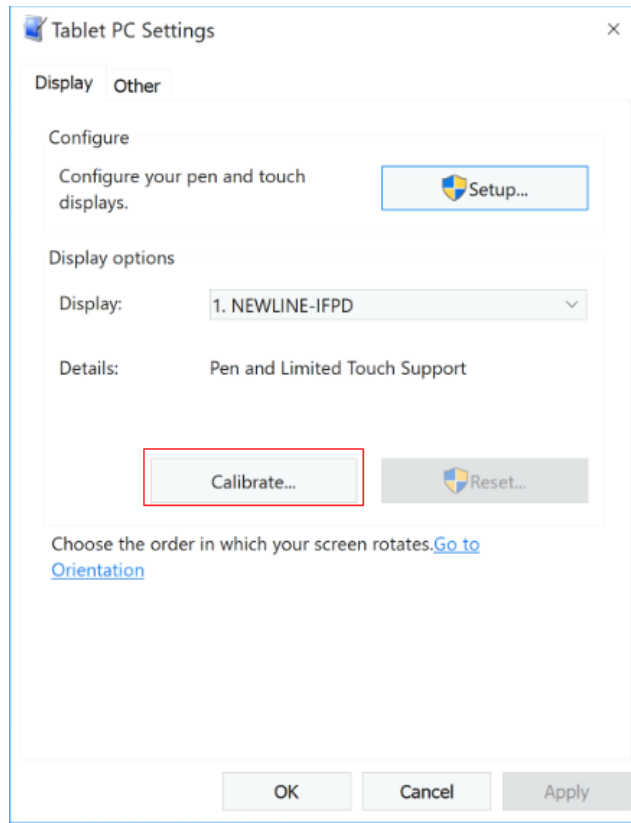 Tablet PC Settings
Display Other
Configure
Configure your pen and touch
displays.
Setup...
Display options
Display: 1. NEWLINE-IFPD
Details: Pen and Limited Touch Support
Calibrate... Reset...
Choose the order in which your screen rotates.Go to
Orientation
OK Cancel Apply